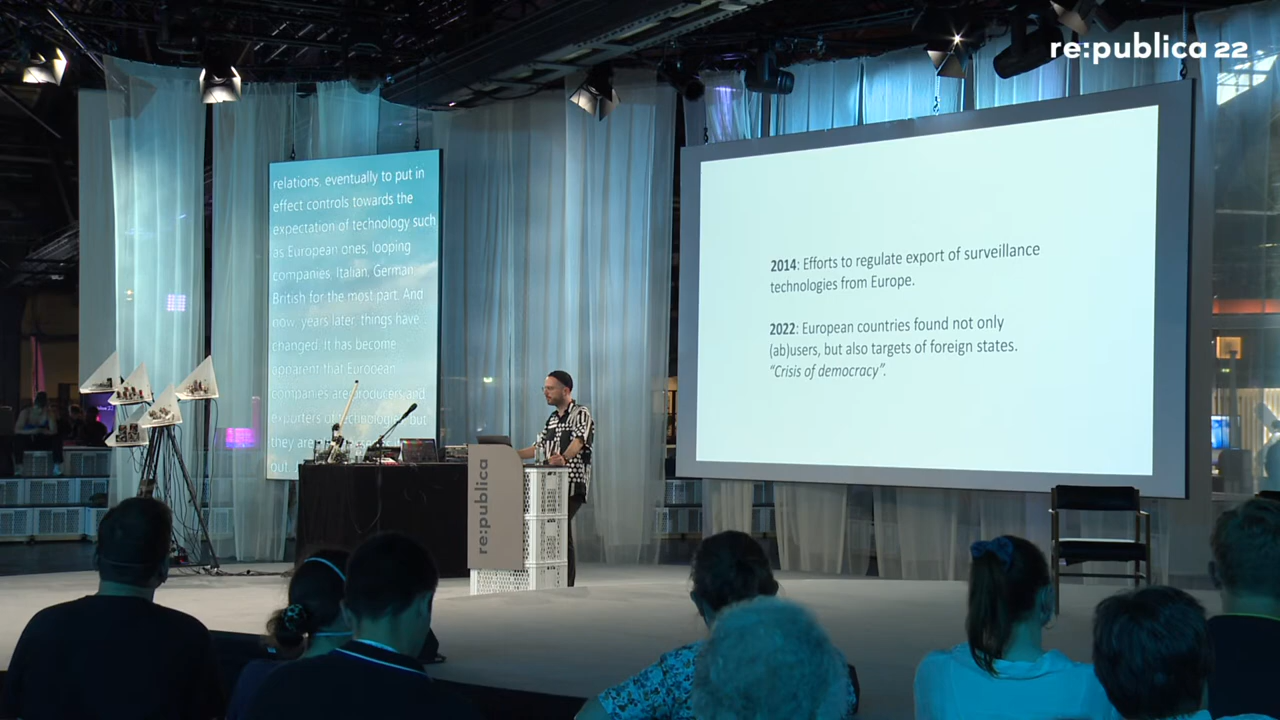 re:publica 22
relations, eventually to put in
effect controls towards the
expectation of technology such
as European ones, looping
companies, Italian, German,
British for the most part. And
now, years later, things have
changed. It has become
apparent that European
companies are producers and
exporters of technologies, but
they are
out...
2014: Efforts to regulate export of surveillance
technologies from Europe.
2022: European countries found not only
(ab)users, but also targets of foreign states.
"Crisis of democracy".
re:publica